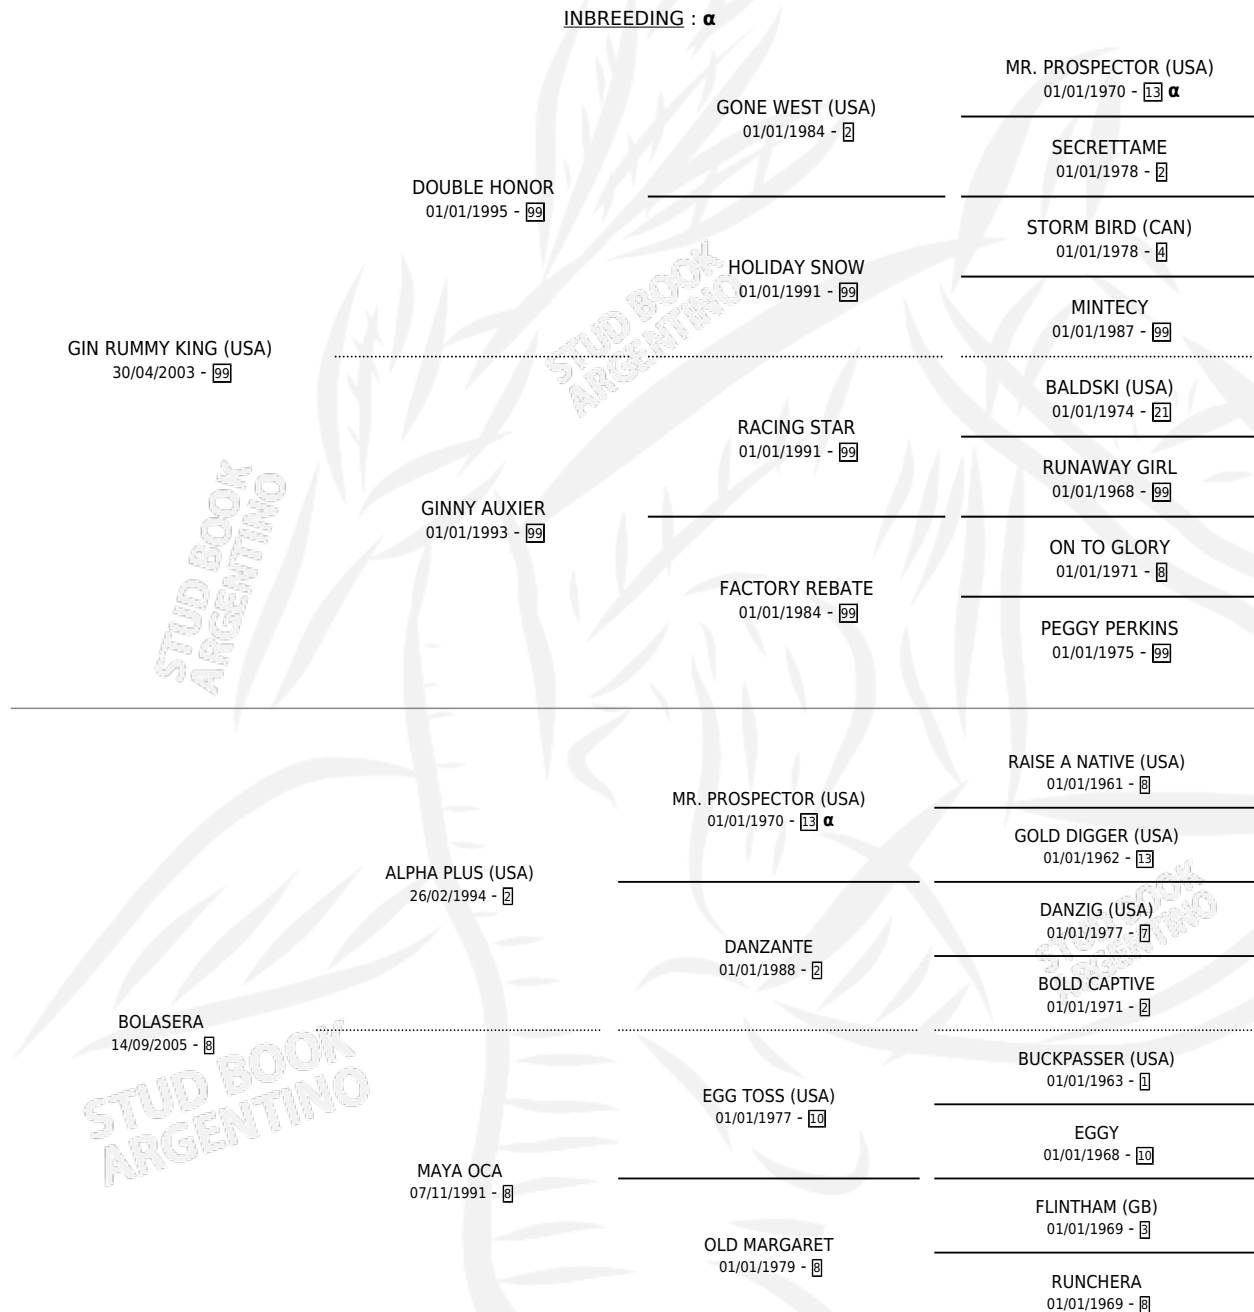 INBREEDING : α
MR. PROSPECTOR (USA)
01/01/1970 - 13 α
GONE WEST (USA)
01/01/1984 - 2
SECRETTAME
01/01/1978 - 2
DOUBLE HONOR
01/01/1995 - 99
STORM BIRD (CAN)
01/01/1978 - 4
HOLIDAY SNOW
01/01/1991 - 99
MINTECY
01/01/1987 - 99
GIN RUMMY KING (USA)
30/04/2003 - 99
BALDSKI (USA)
01/01/1974 - 21
RACING STAR
01/01/1991 - 99
RUNAWAY GIRL
01/01/1968 - 99
GINNY AUXIER
01/01/1993 - 99
ON TO GLORY
01/01/1971 - 8
FACTORY REBATE
01/01/1984 - 99
PEGGY PERKINS
01/01/1975 - 99
RAISE A NATIVE (USA)
01/01/1961 - 8
MR. PROSPECTOR (USA)
01/01/1970 - 13 α
GOLD DIGGER (USA)
01/01/1962 - 13
ALPHA PLUS (USA)
26/02/1994 - 2
DANZIG (USA)
01/01/1977 - 7
DANZANTE
01/01/1988 - 2
BOLD CAPTIVE
01/01/1971 - 2
BOLASERA
14/09/2005 - 8
BUCKPASSER (USA)
01/01/1963 - 1
EGG TOSS (USA)
01/01/1977 - 10
EGGY
01/01/1968 - 10
MAYA OCA
07/11/1991 - 8
FLINTHAM (GB)
01/01/1969 - 3
OLD MARGARET
01/01/1979 - 8
RUNCHERA
01/01/1969 - 8
STUD BOOK
ARGENTINO
STUD BOOK
ARGENTINO
STUD BOOK
ARGENTINO
STUD BOOK
ARGENTINO